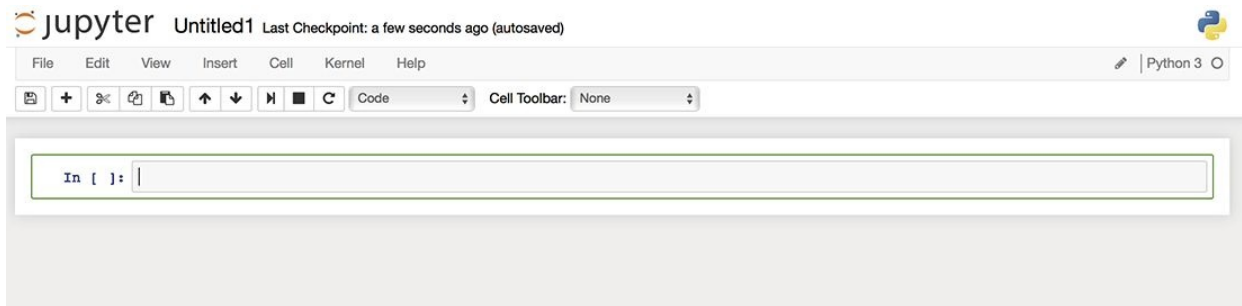 jupyter Untitled1 Last Checkpoint: a few seconds ago (autosaved)
File Edit View Insert Cell Kernel Help Python 3
Code Cell Toolbar: None
In [ ]: